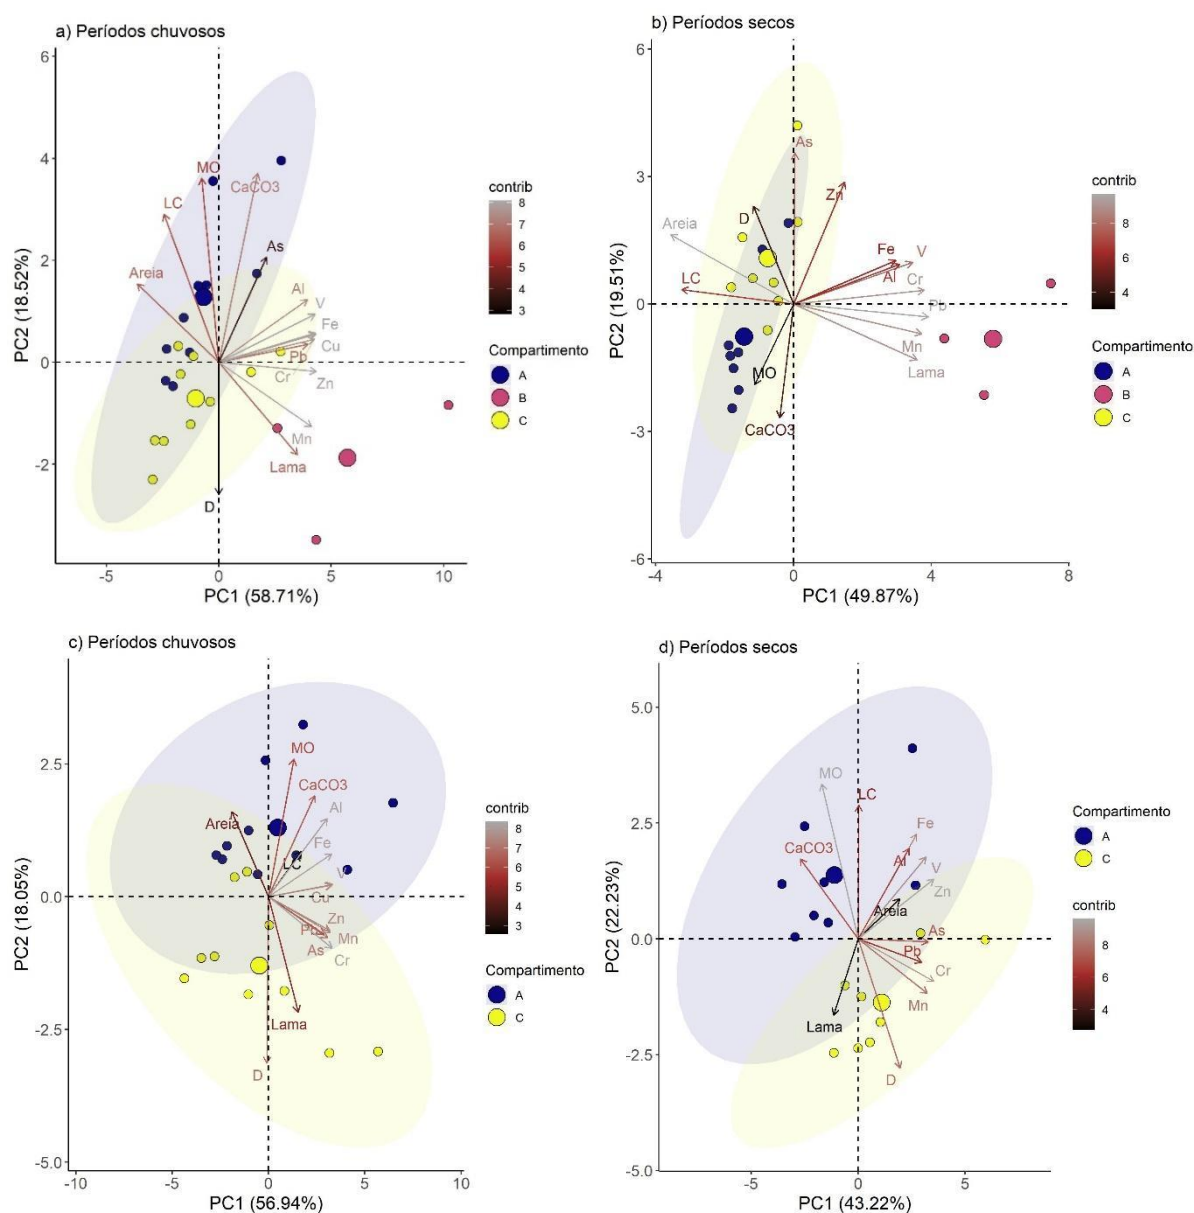 a) Períodos chuvosos
6
4
2
0
-2
PC2 (18.52%)
MO
CaCO3
LC
As
Areia
Al
V
Fe
Cu
Pb
Cr
Zn
Mn
Lama
D
-5
0
5
10
PC1 (58.71%)
contrib
8
7
6
5
4
3
Compartimento
A
B
C
b) Períodos secos
6
3
0
-3
-6
PC2 (19.51%)
As
Zn
D
Areia
Fe
V
Al
Cr
LC
Pb
Mn
Lama
MO
CaCO3
-4
0
4
8
PC1 (49.87%)
contrib
8
6
4
Compartimento
A
B
C
c) Períodos chuvosos
2.5
0.0
-2.5
-5.0
PC2 (18.05%)
MO
CaCO3
Al
Areia
Fe
LC
V
Cu
Zn
Pb
Mn
As
Cr
Lama
D
-10
-5
0
5
10
PC1 (56.94%)
contrib
8
7
6
5
4
3
Compartimento
A
C
d) Períodos secos
5.0
2.5
0.0
-2.5
-5.0
PC2 (22.23%)
MO
LC
Fe
CaCO3
Al
V
Zn
Areia
As
Pb
Cr
Mn
Lama
D
0
5
PC1 (43.22%)
Compartimento
A
C
contrib
8
6
4